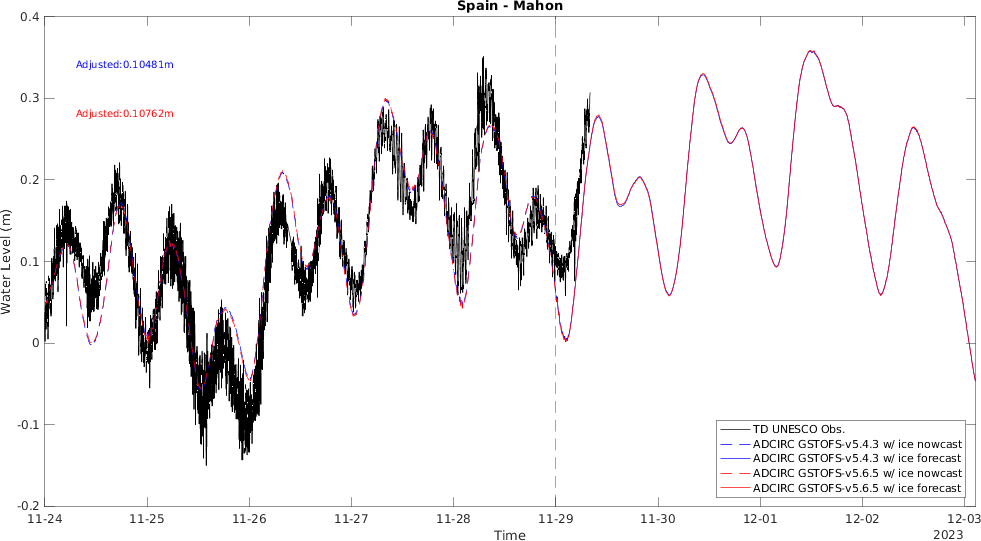 Spain - Mahon
Adjusted:0.10481m
Adjusted:0.10762m
Water Level (m)
0.4
0.3
0.2
0.1
0
-0.1
-0.2
TD UNESCO Obs.
ADCIRC GSTOFS-v5.4.3 w/ ice nowcast
ADCIRC GSTOFS-v5.4.3 w/ ice forecast
ADCIRC GSTOFS-v5.6.5 w/ ice nowcast
ADCIRC GSTOFS-v5.6.5 w/ ice forecast
11-24 11-25 11-26 11-27 11-28 11-29 11-30 12-01 12-02 12-03
Time
2023